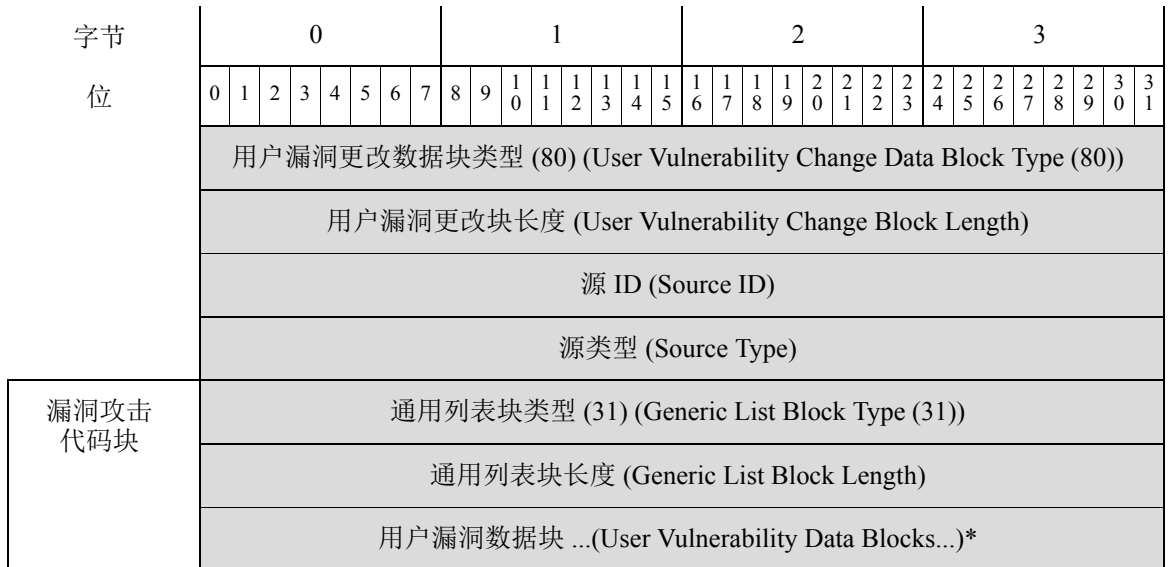 字节 0 1 2 3
位 0 1 2 3 4 5 6 7 8 9 10 11 12 13 14 15 16 17 18 19 20 21 22 23 24 25 26 27 28 29 30 31
用户漏洞更改数据块类型 (80) (User Vulnerability Change Data Block Type (80))
用户漏洞更改块长度 (User Vulnerability Change Block Length)
源 ID (Source ID)
源类型 (Source Type)
漏洞攻击
代码块
通用列表块类型 (31) (Generic List Block Type (31))
通用列表块长度 (Generic List Block Length)
用户漏洞数据块 ...(User Vulnerability Data Blocks...)*